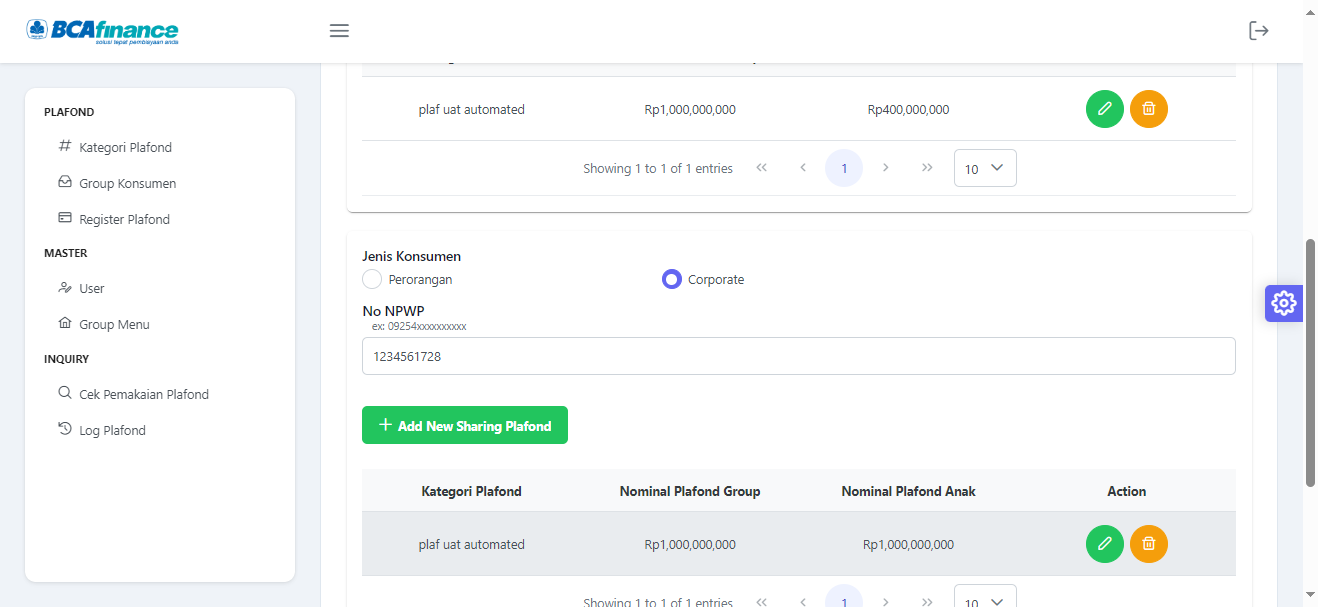 BCAfinance
solusi tepat pembiayaan anda
PLAFOND
Kategori Plafond
Group Konsumen
Register Plafond
MASTER
User
Group Menu
INQUIRY
Cek Pemakaian Plafond
Log Plafond
plaf uat automated Rp1,000,000,000 Rp400,000,000
Showing 1 to 1 of 1 entries << < 1 > >> 10
Jenis Konsumen
Perorangan Corporate
No NPWP
ex: 09254xxxxxxxxxx
1234561728
+ Add New Sharing Plafond
Kategori Plafond Nominal Plafond Group Nominal Plafond Anak Action
plaf uat automated Rp1,000,000,000 Rp1,000,000,000
Showing 1 to 1 of 1 entries << < 1 > >> 10